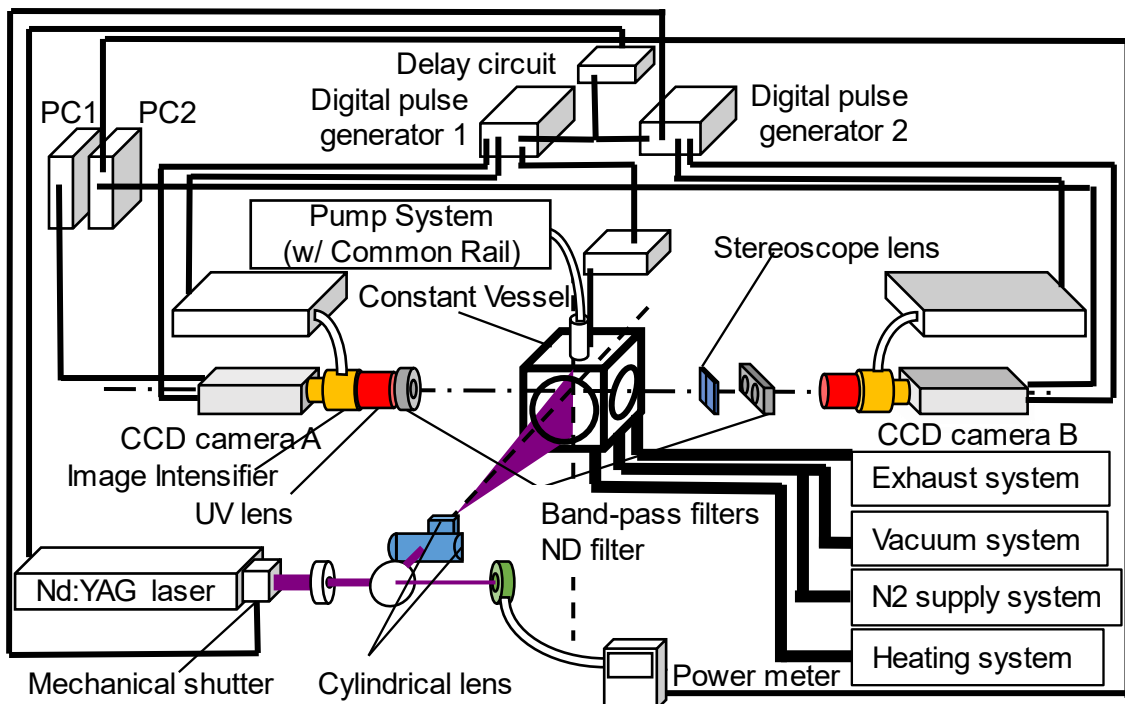 Delay circuit
Digital pulse
generator 1
Digital pulse
generator 2
PC1
PC2
Pump System
(w/ Common Rail)
Stereoscope lens
Constant Vessel
CCD camera A
Image Intensifier
UV lens
CCD camera B
Exhaust system
Band-pass filters
ND filter
Vacuum system
Nd:YAG laser
N2 supply system
Heating system
Mechanical shutter
Cylindrical lens
Power meter